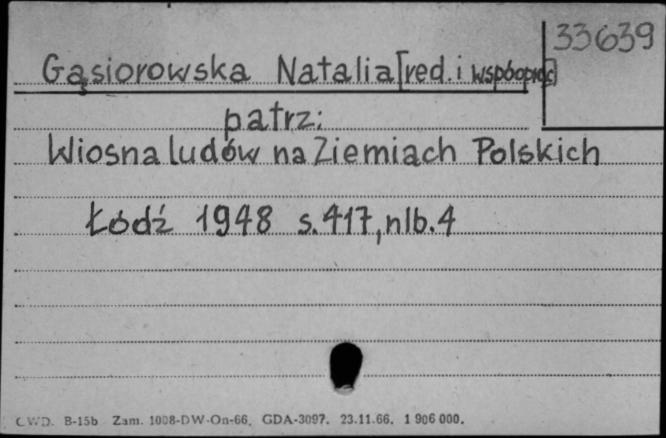 33639
Gąsiorowska Natalia [red. i wspóoprac]
patrz:
Wiosna ludów na Ziemiach Polskich
Łódź 1948 s. 417, nlb. 4
CWD. B-15b Zam. 1008-DW-On-66. GDA-3097. 23.11.66. 1 906 000.